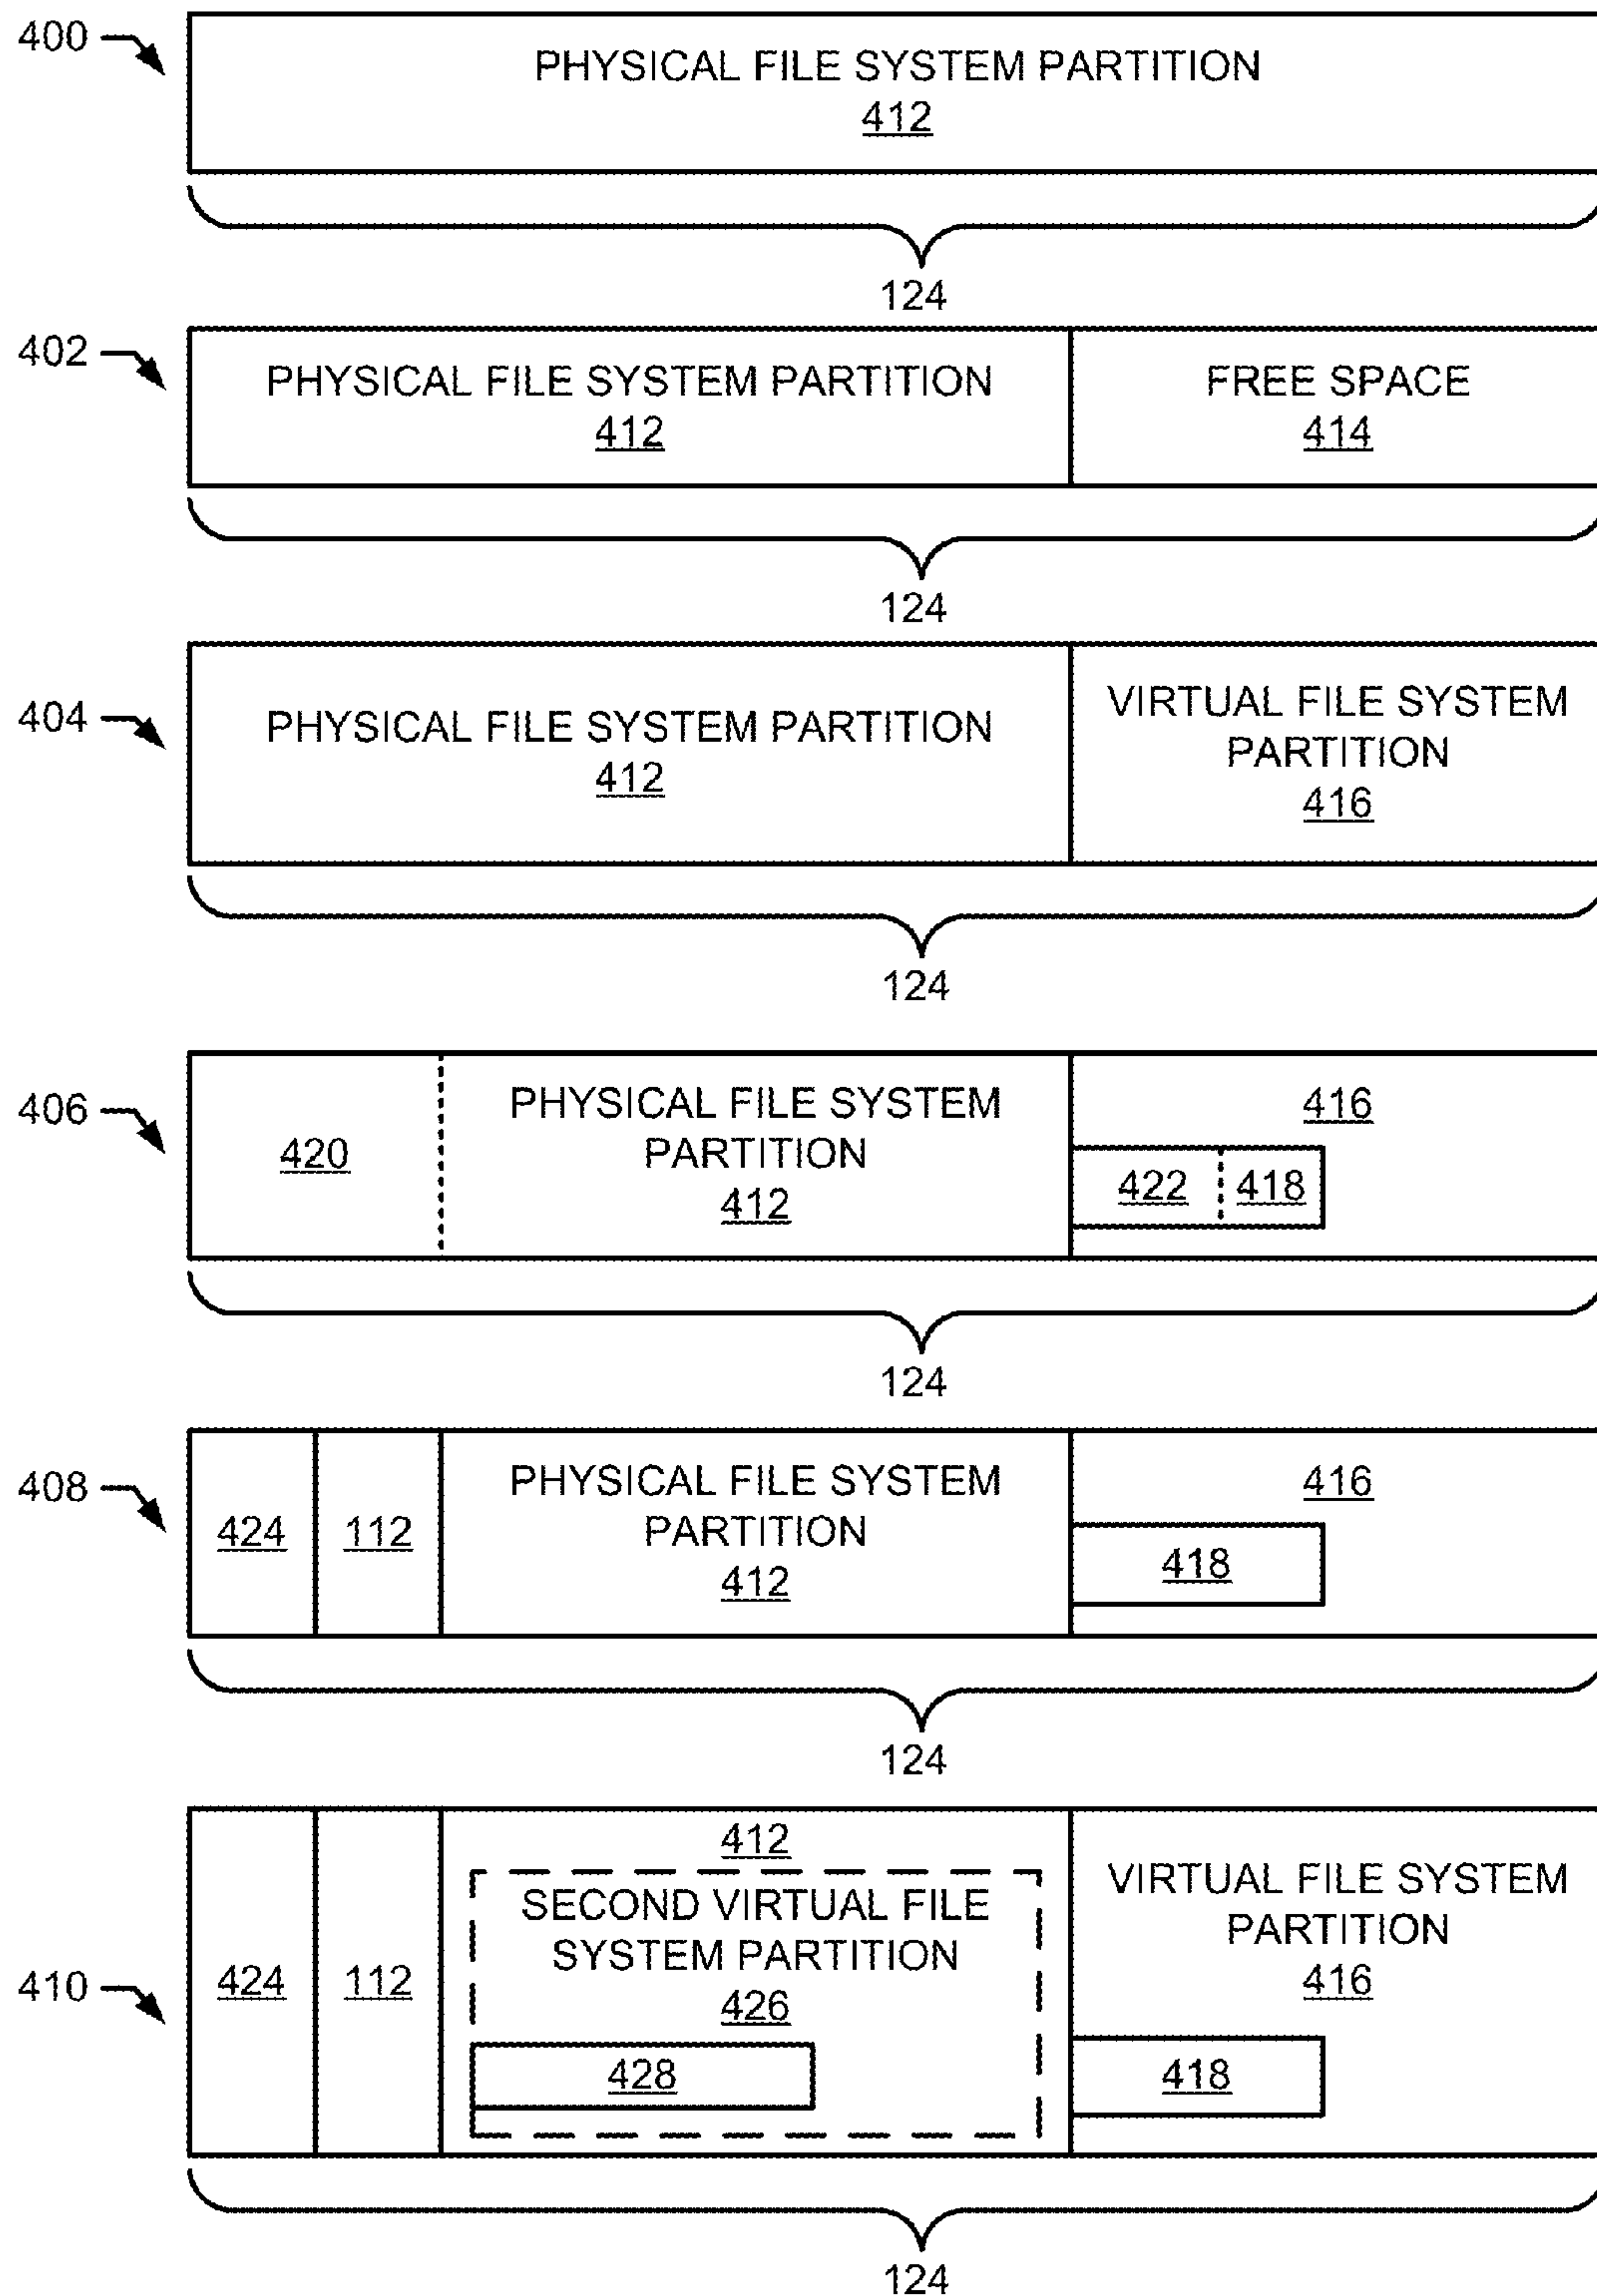 400
PHYSICAL FILE SYSTEM PARTITION
412
124
402
PHYSICAL FILE SYSTEM PARTITION
412
FREE SPACE
414
124
404
PHYSICAL FILE SYSTEM PARTITION
412
VIRTUAL FILE SYSTEM
PARTITION
416
124
406
420
PHYSICAL FILE SYSTEM
PARTITION
412
416
422
418
124
408
424
112
PHYSICAL FILE SYSTEM
PARTITION
412
416
418
124
410
424
112
412
SECOND VIRTUAL FILE
SYSTEM PARTITION
426
428
VIRTUAL FILE SYSTEM
PARTITION
416
418
124